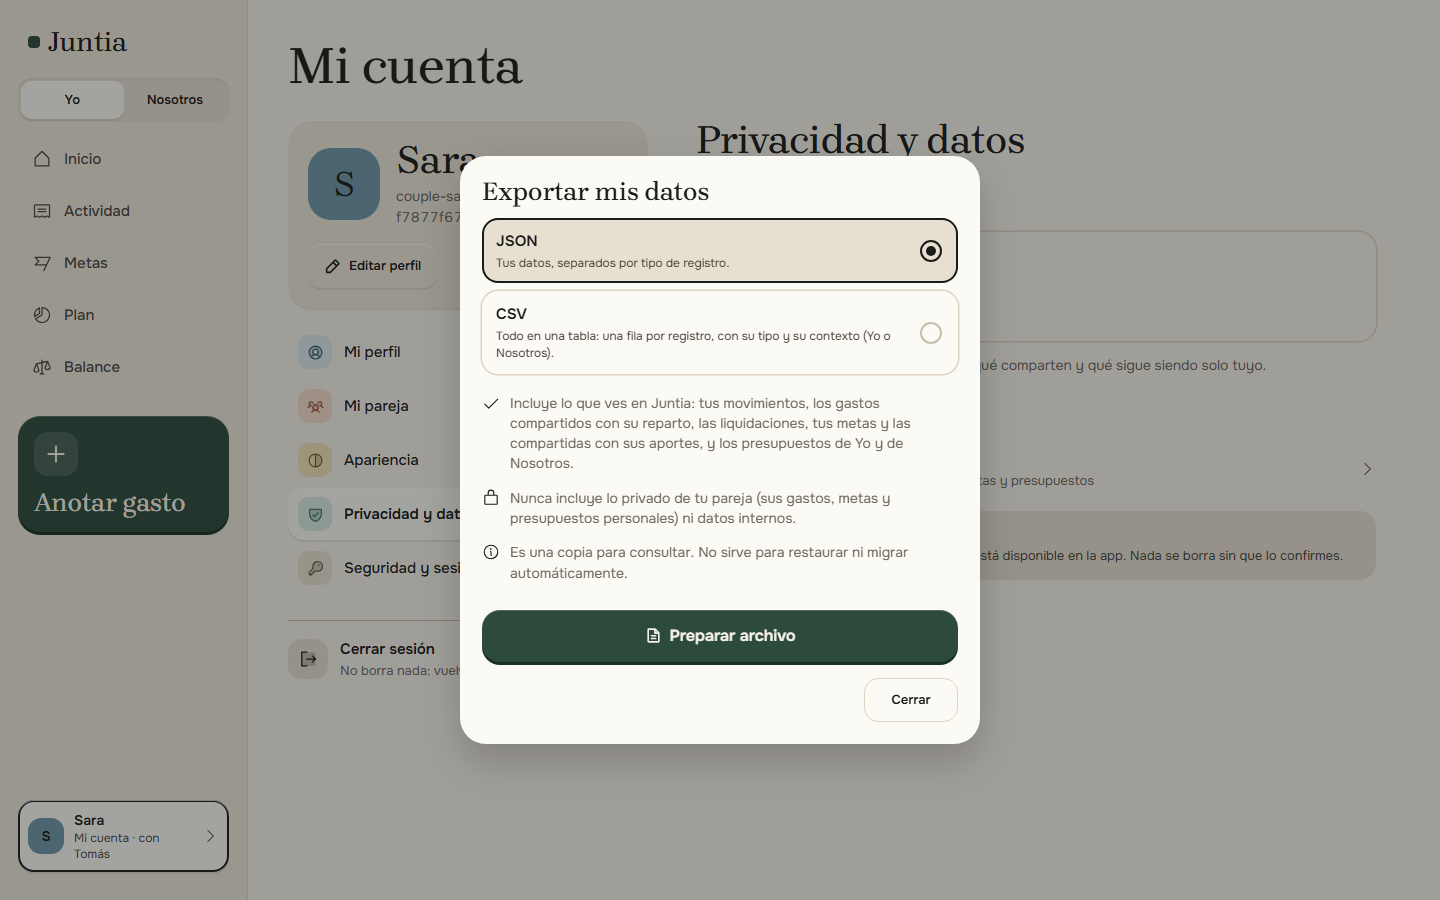 Juntia
Yo
Nosotros
Inicio
Actividad
Metas
Plan
Balance
Anotar gasto
Sara
Mi cuenta · con
Tomás
Mi cuenta
Sara
couple-sa
f7877f67
Editar perfil
Mi perfil
Mi pareja
Apariencia
Privacidad y dat
Seguridad y sesi
Cerrar sesión
No borra nada: vuel
Privacidad y datos
qué comparten y qué sigue siendo solo tuyo.
tas y presupuestos
stá disponible en la app. Nada se borra sin que lo confirmes.
Exportar mis datos
JSON
Tus datos, separados por tipo de registro.
CSV
Todo en una tabla: una fila por registro, con su tipo y su contexto (Yo o
Nosotros).
Incluye lo que ves en Juntia: tus movimientos, los gastos
compartidos con su reparto, las liquidaciones, tus metas y las
compartidas con sus aportes, y los presupuestos de Yo y de
Nosotros.
Nunca incluye lo privado de tu pareja (sus gastos, metas y
presupuestos personales) ni datos internos.
Es una copia para consultar. No sirve para restaurar ni migrar
automáticamente.
Preparar archivo
Cerrar